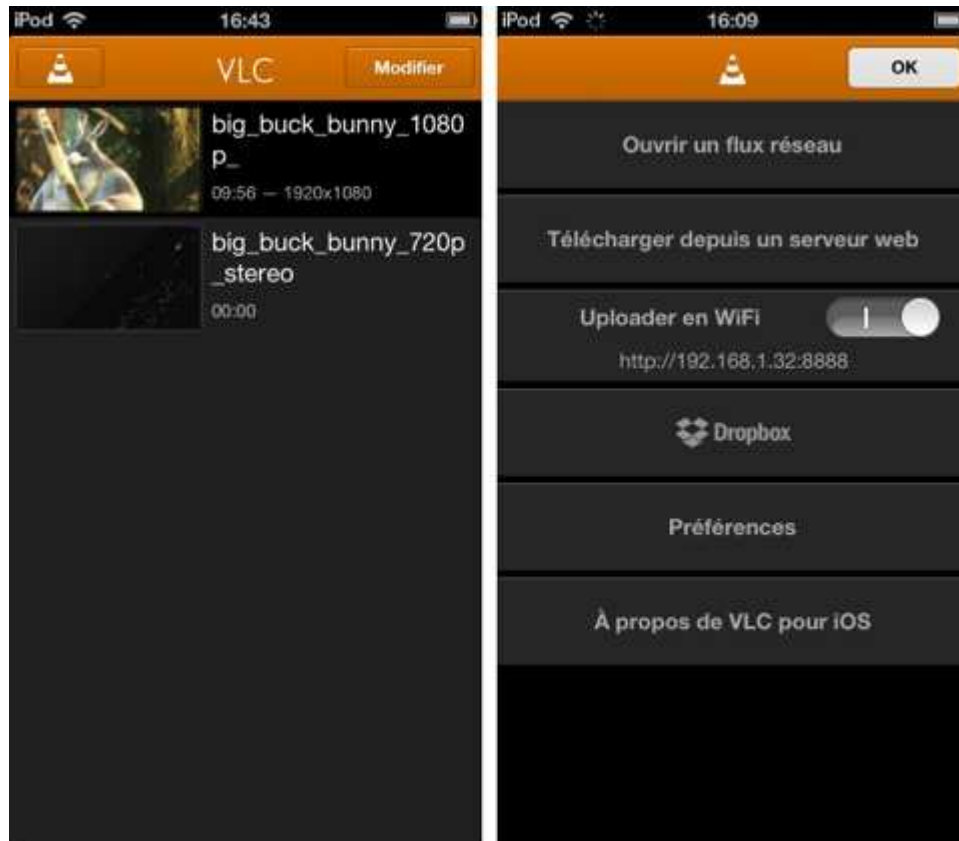 iPod 16:43
VLC Modifier
big_buck_bunny_1080
p_
09:56 — 1920x1080
big_buck_bunny_720p
_stereo
00:00
iPod 16:09
OK
Ouvrir un flux réseau
Télécharger depuis un serveur web
Uploader en WiFi
http://192.168.1.32:8888
Dropbox
Préférences
À propos de VLC pour iOS